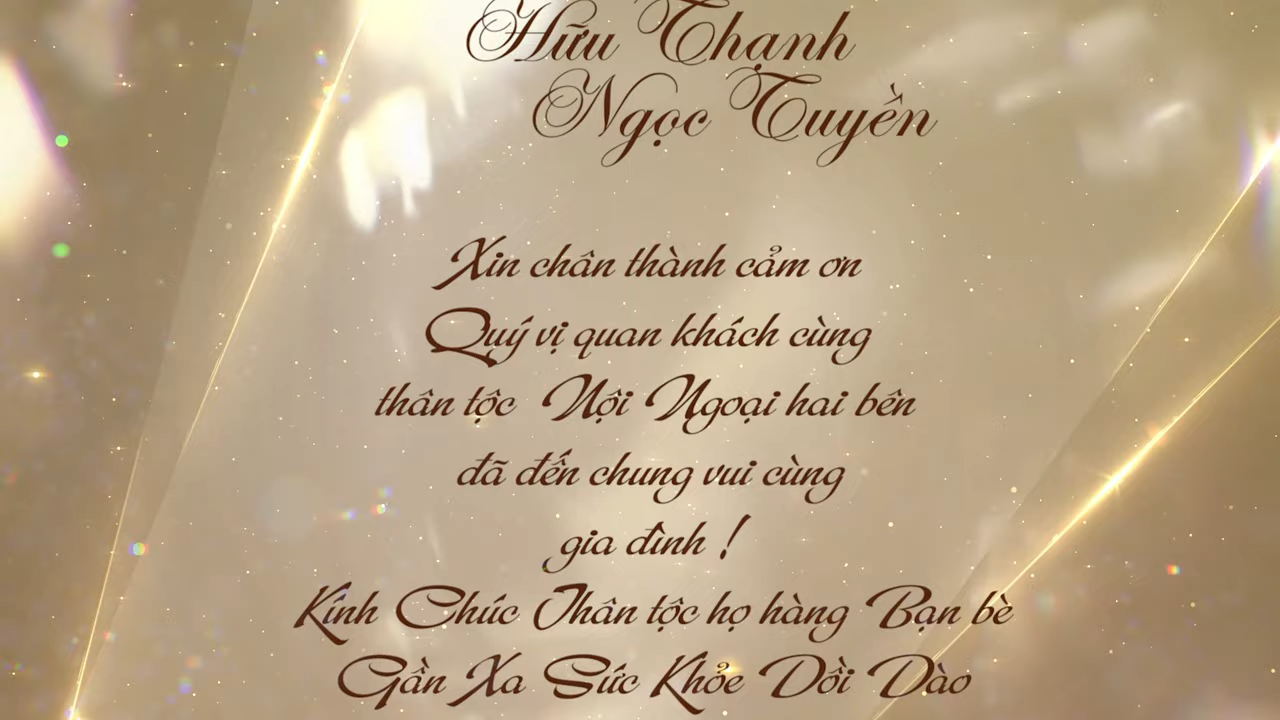 Hữu Thạnh
Ngọc Tuyền
Xin chân thành cảm ơn
Quý vị quan khách cùng
thân tộc Nội Ngoại hai bên
đã đến chung vui cùng
gia đình !
Kính Chúc Thân tộc họ hàng Bạn bè
Gần Xa Sức Khỏe Dồi Dào